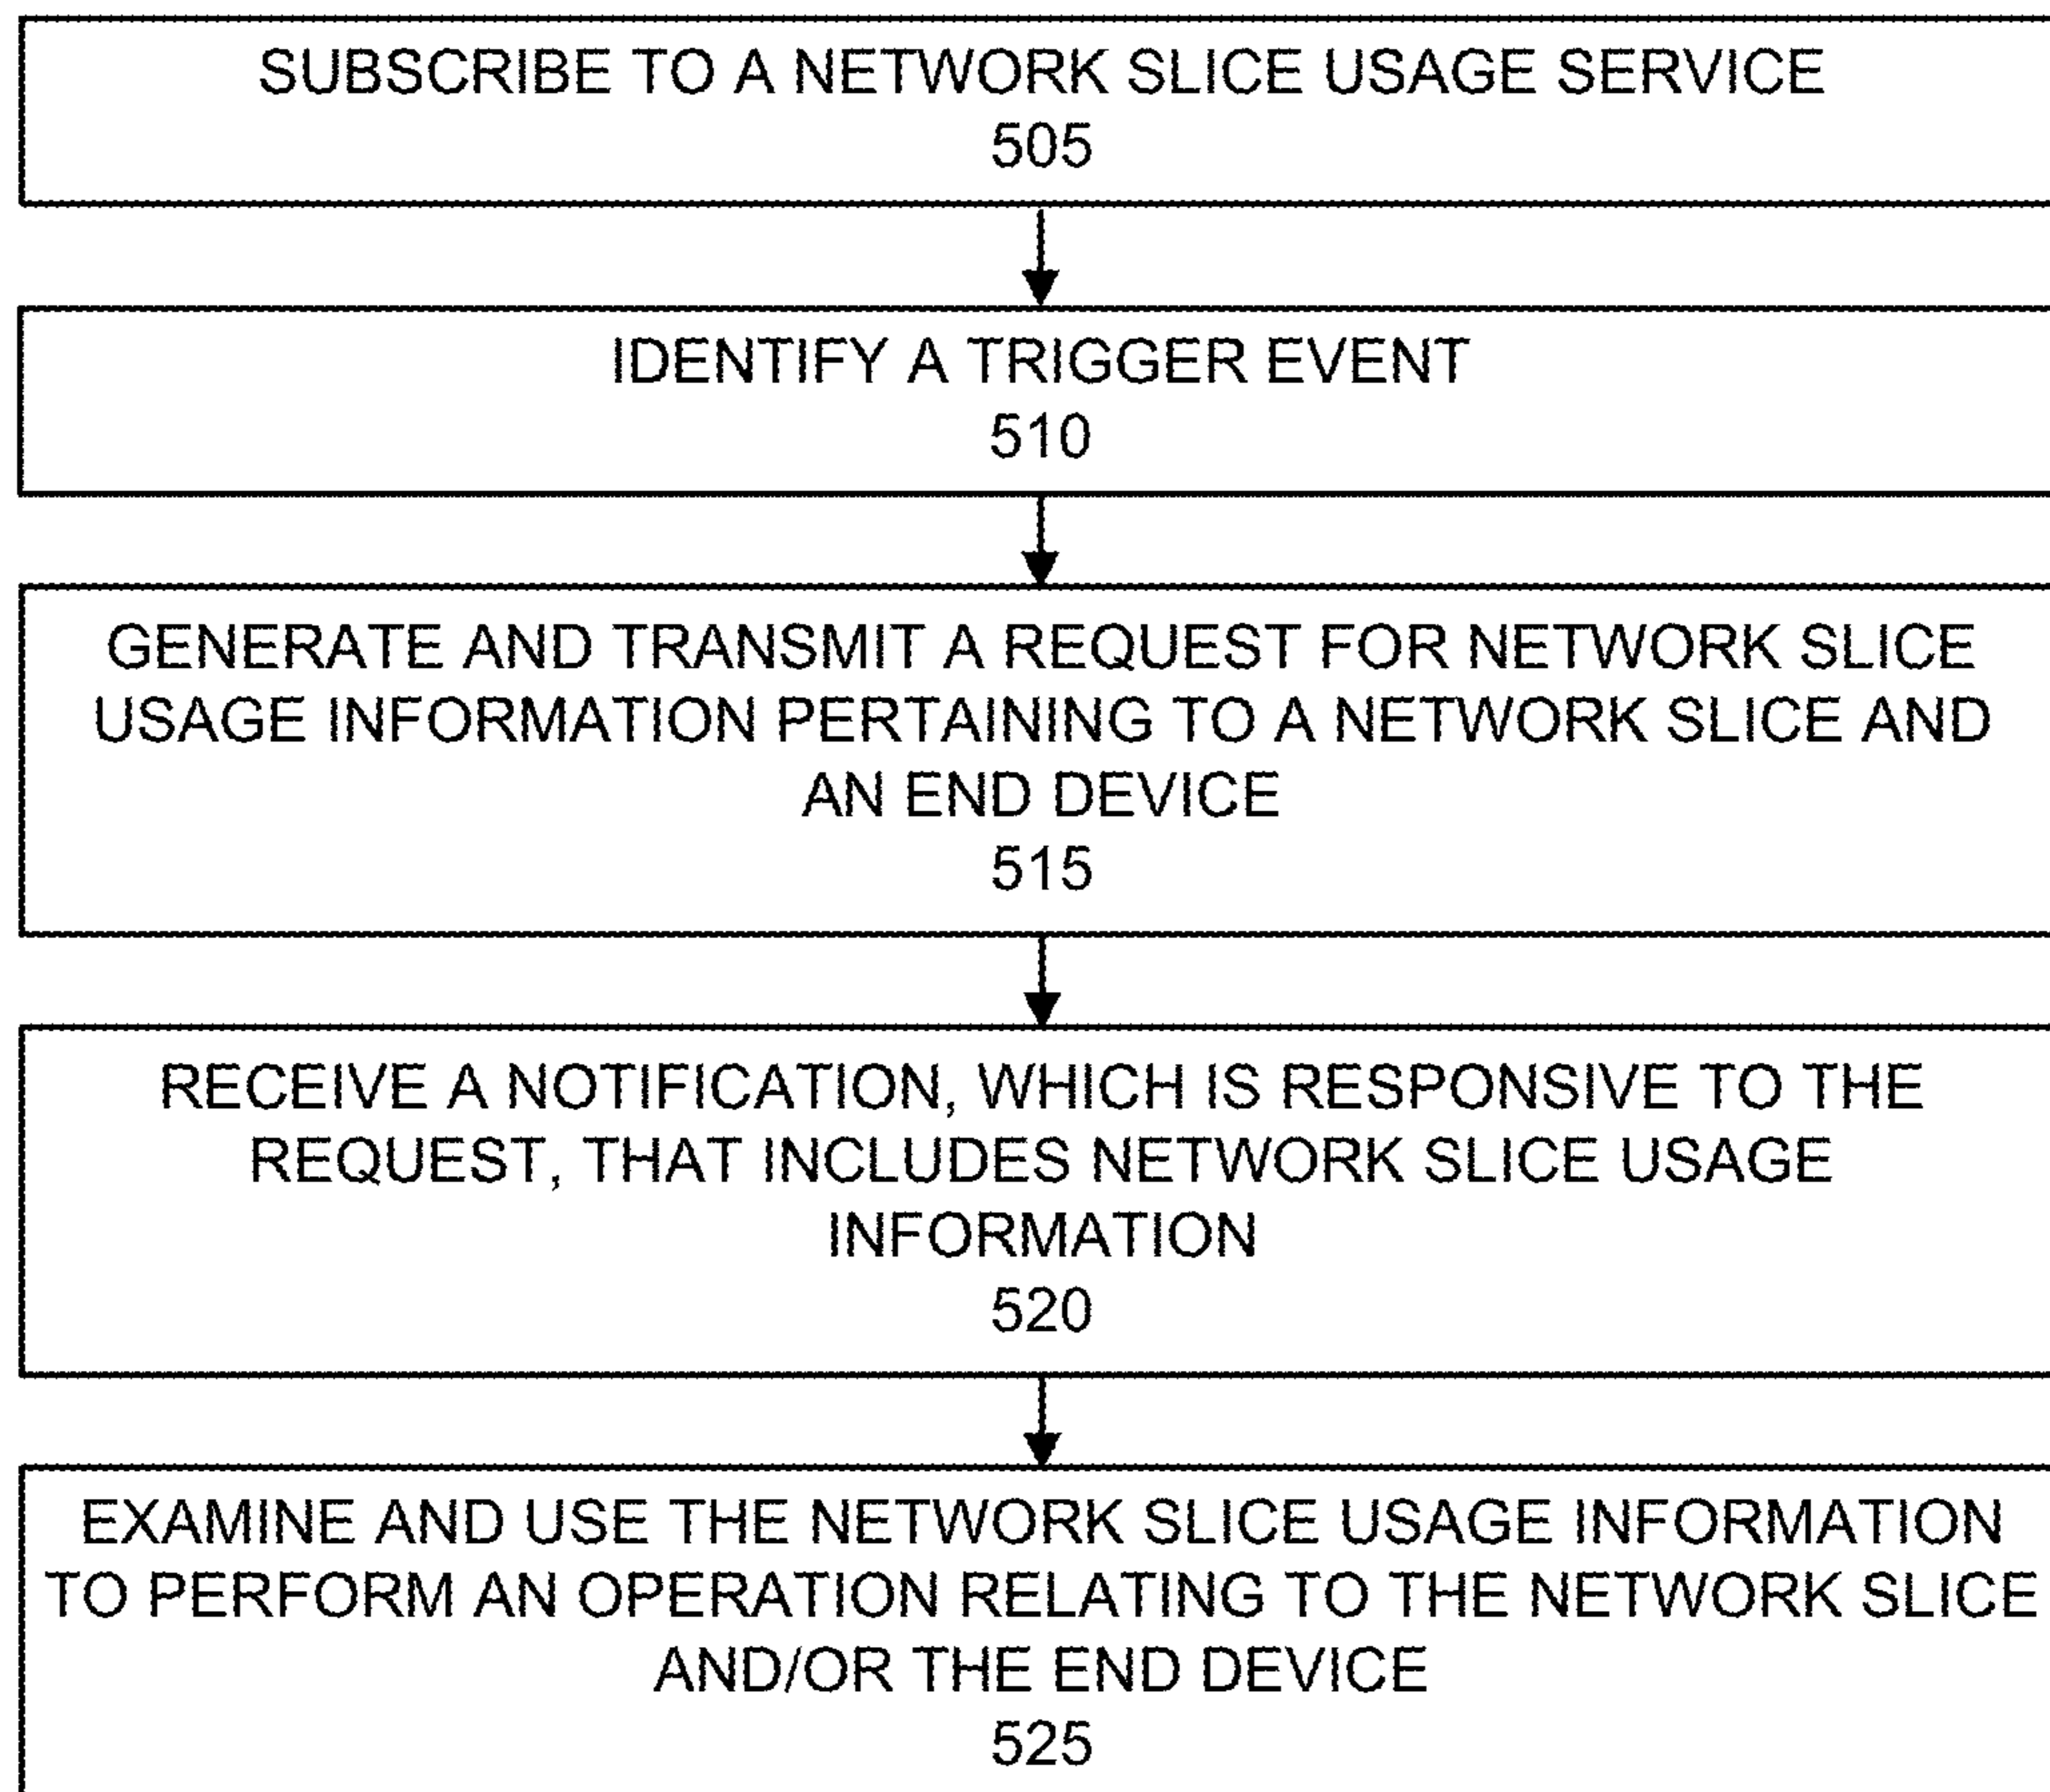 SUBSCRIBE TO A NETWORK SLICE USAGE SERVICE
505
IDENTIFY A TRIGGER EVENT
510
GENERATE AND TRANSMIT A REQUEST FOR NETWORK SLICE
USAGE INFORMATION PERTAINING TO A NETWORK SLICE AND
AN END DEVICE
515
RECEIVE A NOTIFICATION, WHICH IS RESPONSIVE TO THE
REQUEST, THAT INCLUDES NETWORK SLICE USAGE
INFORMATION
520
EXAMINE AND USE THE NETWORK SLICE USAGE INFORMATION
TO PERFORM AN OPERATION RELATING TO THE NETWORK SLICE
AND/OR THE END DEVICE
525